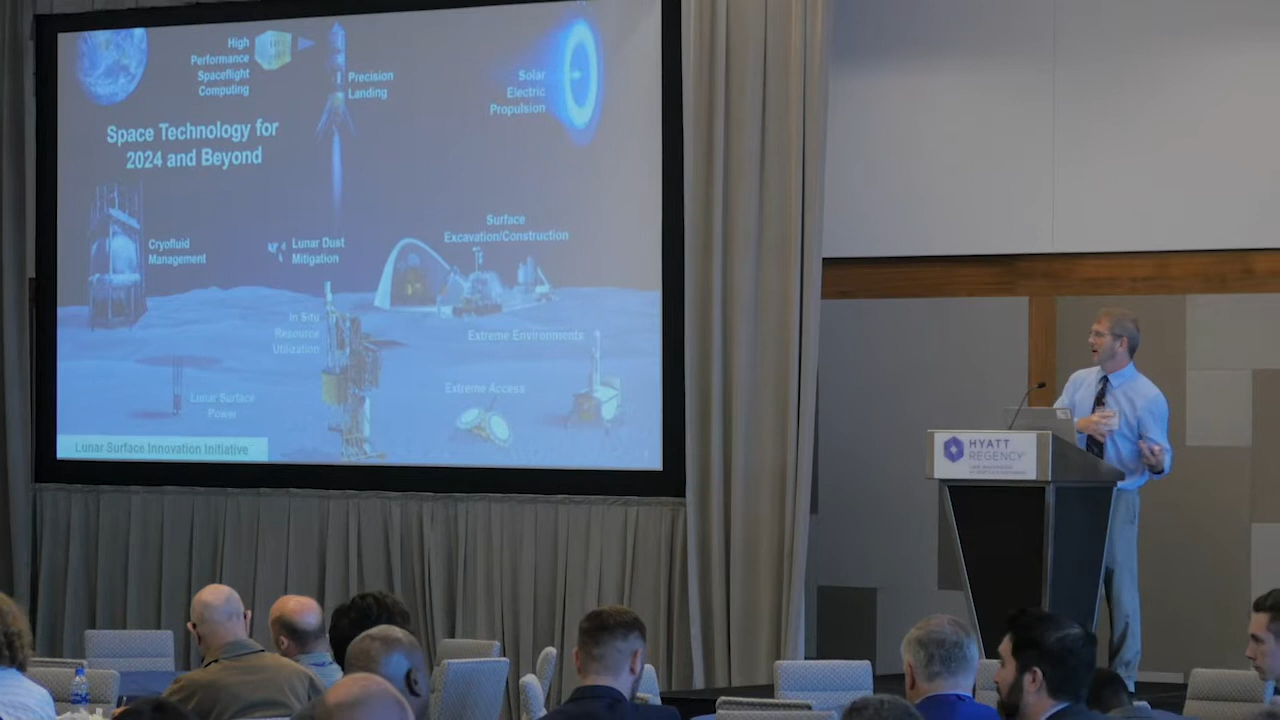 High
Performance
Spaceflight
Computing
Precision
Landing
Solar
Electric
Propulsion
Space Technology for
2024 and Beyond
Cryofluid
Management
Lunar Dust
Mitigation
Surface
Excavation/Construction
In Situ
Resource
Utilization
Extreme Environments
Extreme Access
Lunar Surface
Power
Lunar Surface Innovation Initiative
HYATT
REGENCY